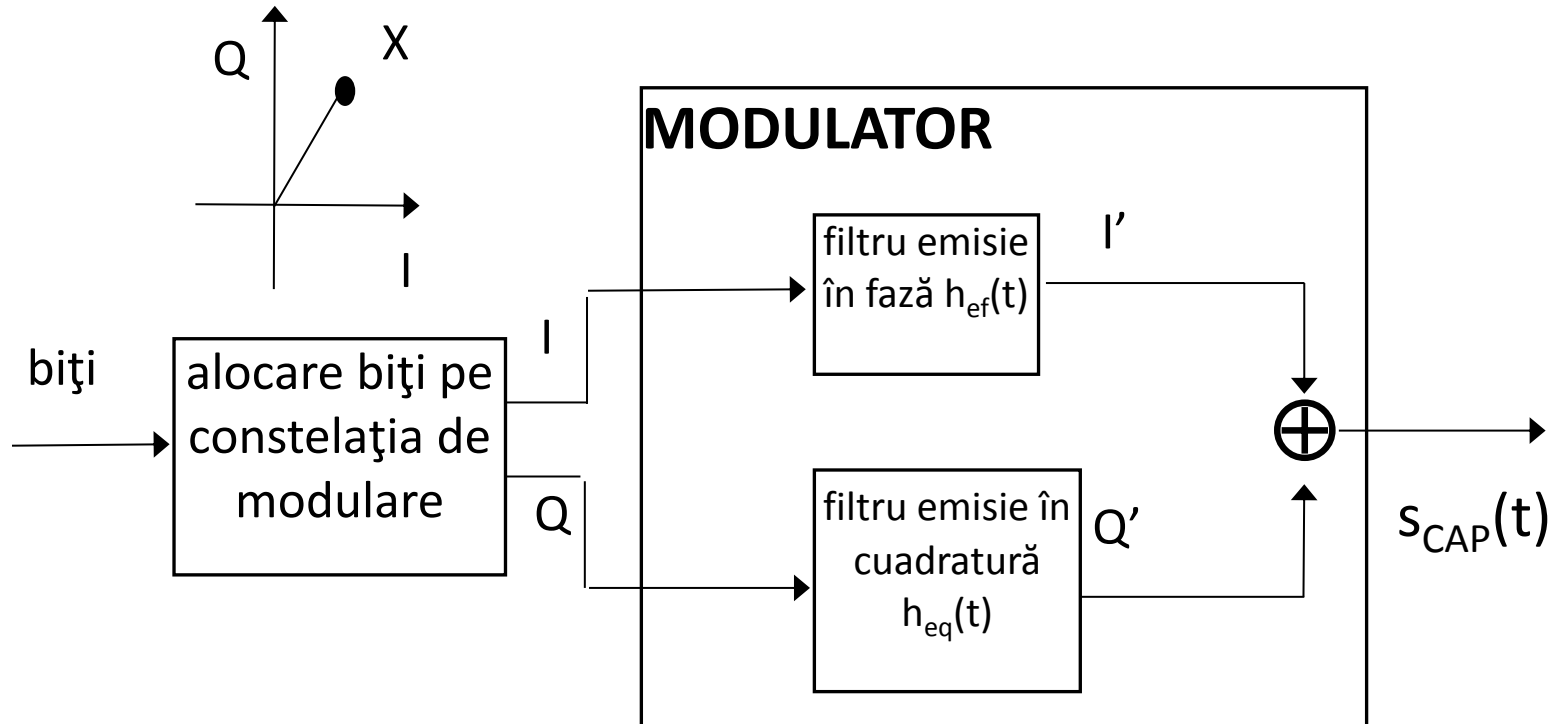 Q
X
I
MODULATOR
filtru emisie
în fază h_ef(t)
I’
biţi
alocare biţi pe
constelaţia de
modulare
I
Q
filtru emisie în
cuadratură
h_eq(t)
Q’
s_CAP(t)